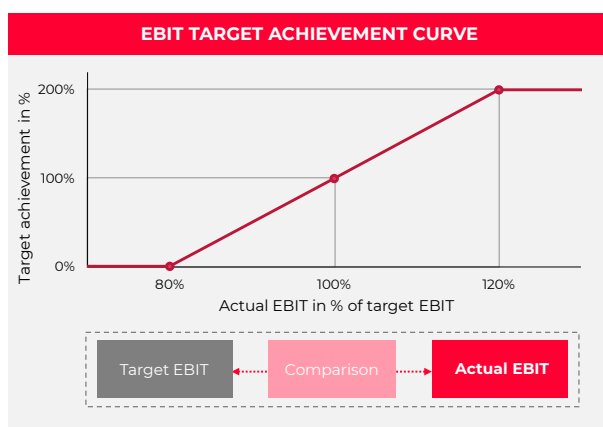 EBIT TARGET ACHIEVEMENT CURVE
Target achievement in %
200%
100%
0%
80%
100%
120%
Actual EBIT in % of target EBIT
Target EBIT
Comparison
Actual EBIT